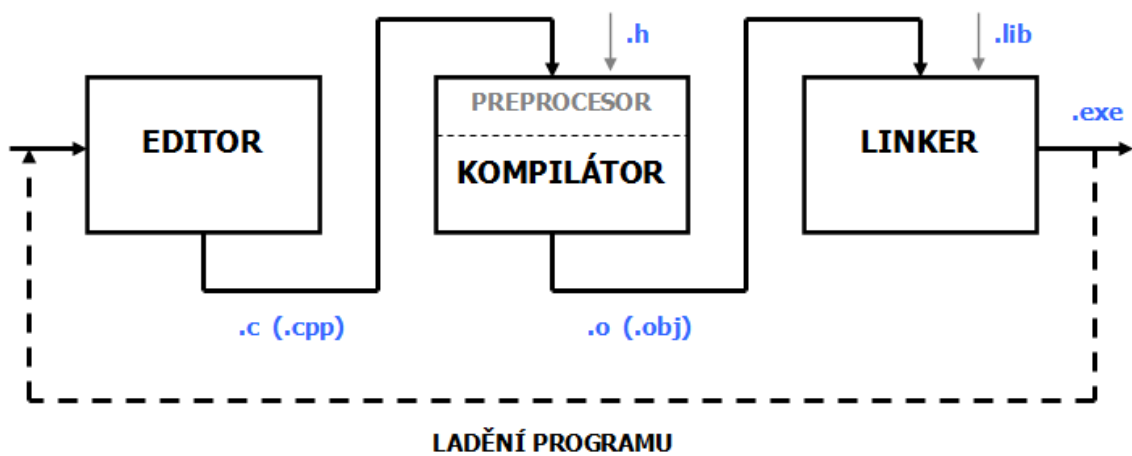 .h
.lib
PREPROCESOR
.exe
EDITOR
LINKER
KOMPILÁTOR
.c (.cpp)
.o (.obj)
LADĚNÍ PROGRAMU